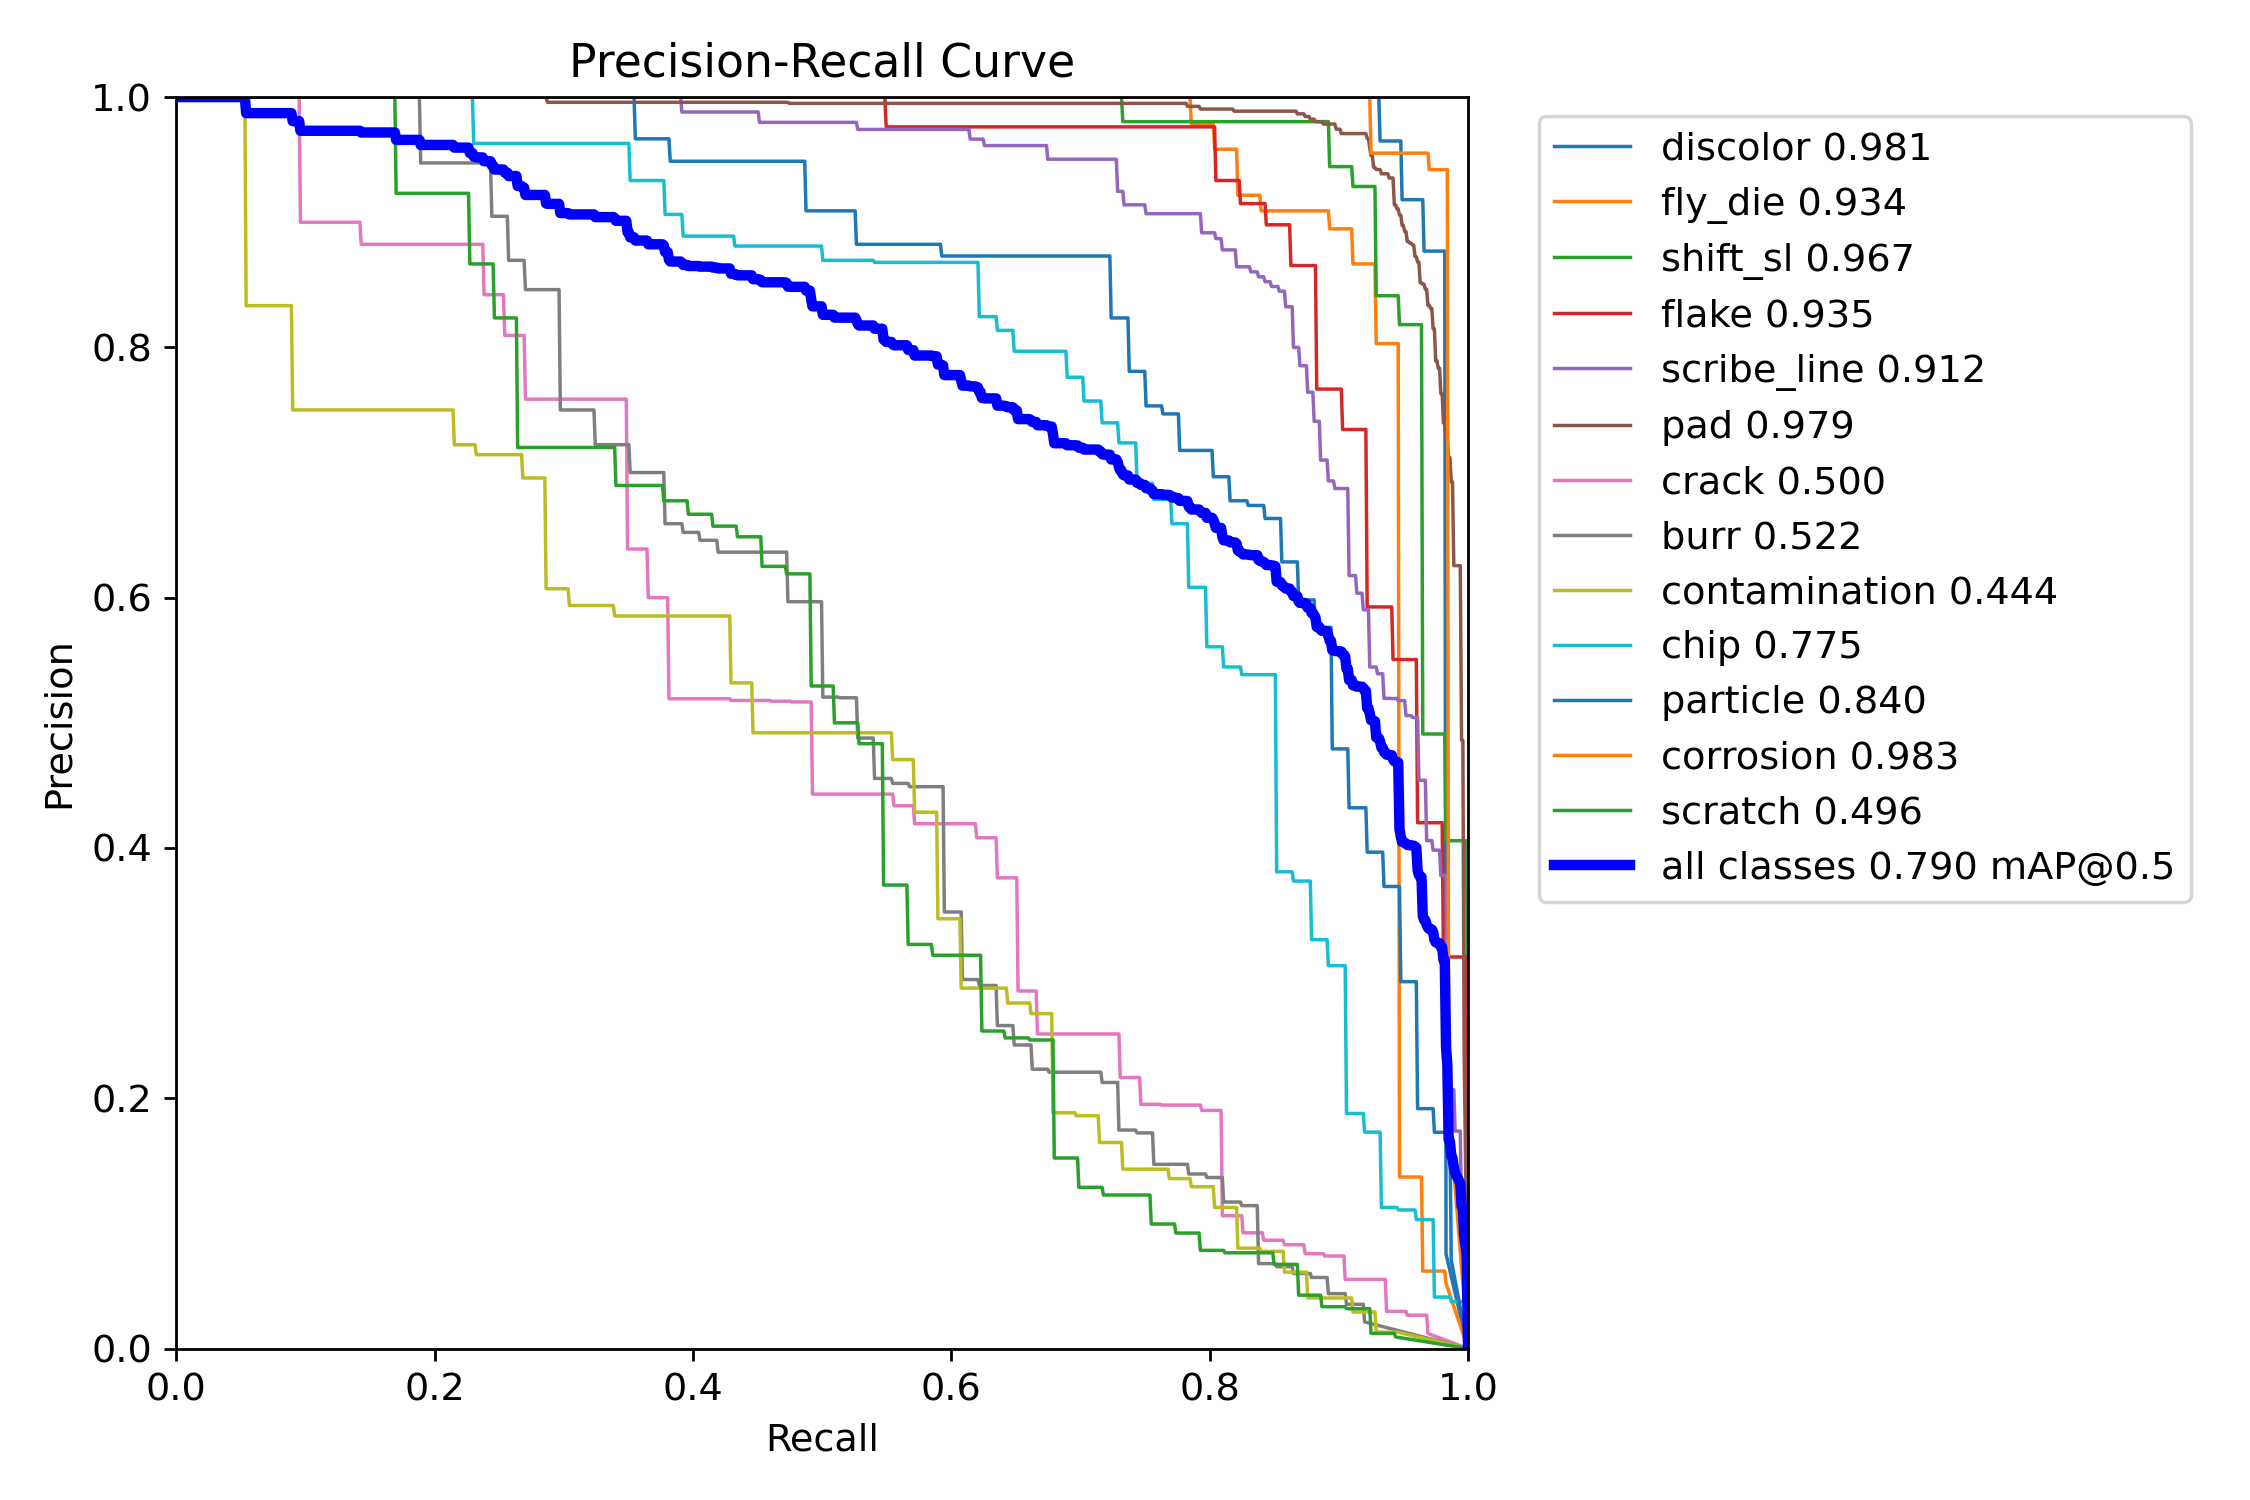 Precision-Recall Curve
1.0
0.8
0.6
0.4
0.2
0.0
Precision
0.0 0.2 0.4 0.6 0.8 1.0
Recall
discolor 0.981
fly_die 0.934
shift_sl 0.967
flake 0.935
scribe_line 0.912
pad 0.979
crack 0.500
burr 0.522
contamination 0.444
chip 0.775
particle 0.840
corrosion 0.983
scratch 0.496
all classes 0.790 mAP@0.5